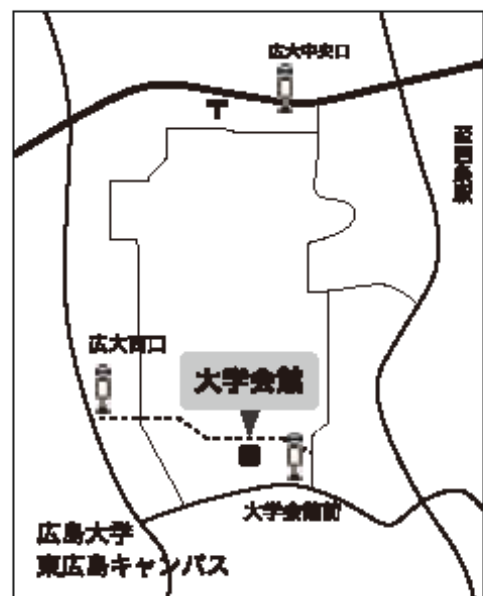 広大中央口
至西条駅
広大西口
大学会館
大学会館前
広島大学
東広島キャンパス